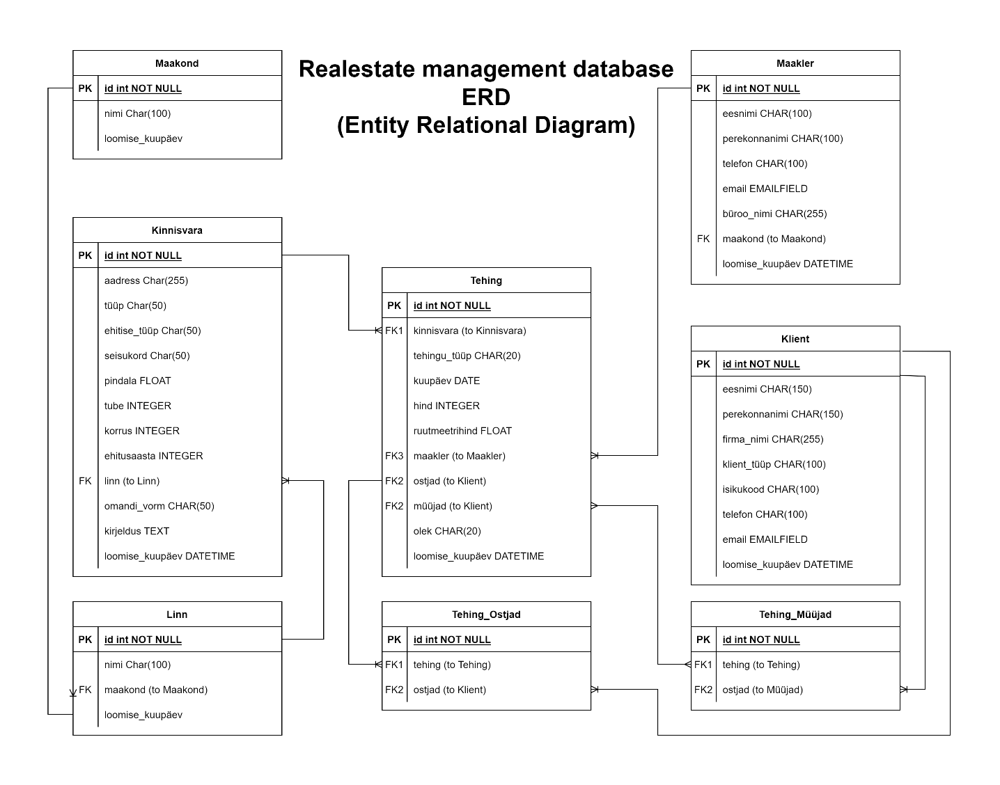 Realestate management database
ERD
(Entity Relational Diagram)
Maakond
PK id int NOT NULL
nimi Char(100)
loomise_kuupäev
Maakler
PK id int NOT NULL
eesnimi CHAR(100)
perekonnanimi CHAR(100)
telefon CHAR(100)
email EMAILFIELD
büroo_nimi CHAR(255)
FK maakond (to Maakond)
loomise_kuupäev DATETIME
Kinnisvara
PK id int NOT NULL
aadress Char(255)
tüüp Char(50)
ehitise_tüüp Char(50)
seisukord Char(50)
pindala FLOAT
tube INTEGER
korrus INTEGER
ehitusaasta INTEGER
FK linn (to Linn)
omandi_vorm CHAR(50)
kirjeldus TEXT
loomise_kuupäev DATETIME
Tehing
PK id int NOT NULL
FK1 kinnisvara (to Kinnisvara)
tehingu_tüüp CHAR(20)
kuupäev DATE
hind INTEGER
ruutmeetrihind FLOAT
FK3 maakler (to Maakler)
FK2 ostjad (to Klient)
FK2 müüjad (to Klient)
olek CHAR(20)
loomise_kuupäev DATETIME
Klient
PK id int NOT NULL
eesnimi CHAR(150)
perekonnanimi CHAR(150)
firma_nimi CHAR(255)
klient_tüüp CHAR(100)
isikukood CHAR(100)
telefon CHAR(100)
email EMAILFIELD
loomise_kuupäev DATETIME
Linn
PK id int NOT NULL
nimi Char(100)
FK maakond (to Maakond)
loomise_kuupäev
Tehing_Ostjad
PK id int NOT NULL
FK1 tehing (to Tehing)
FK2 ostjad (to Klient)
Tehing_Müüjad
PK id int NOT NULL
FK1 tehing (to Tehing)
FK2 ostjad (to Müüjad)